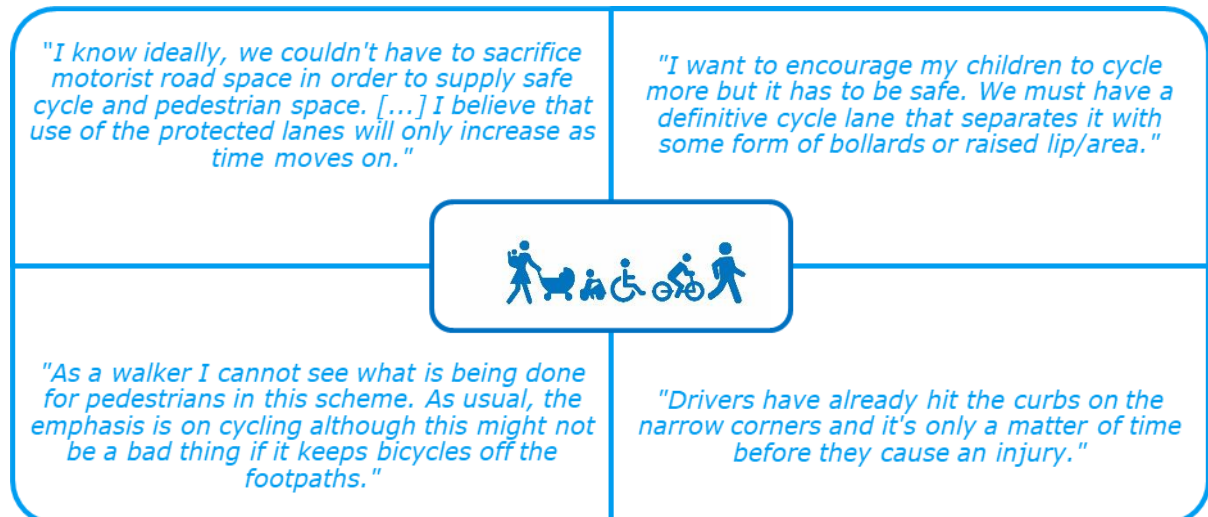 "I know ideally, we couldn't have to sacrifice
motorist road space in order to supply safe
cycle and pedestrian space. [...] I believe that
use of the protected lanes will only increase as
time moves on."
"I want to encourage my children to cycle
more but it has to be safe. We must have a
definitive cycle lane that separates it with
some form of bollards or raised lip/area."
"As a walker I cannot see what is being done
for pedestrians in this scheme. As usual, the
emphasis is on cycling although this might not
be a bad thing if it keeps bicycles off the
footpaths."
"Drivers have already hit the curbs on the
narrow corners and it's only a matter of time
before they cause an injury."